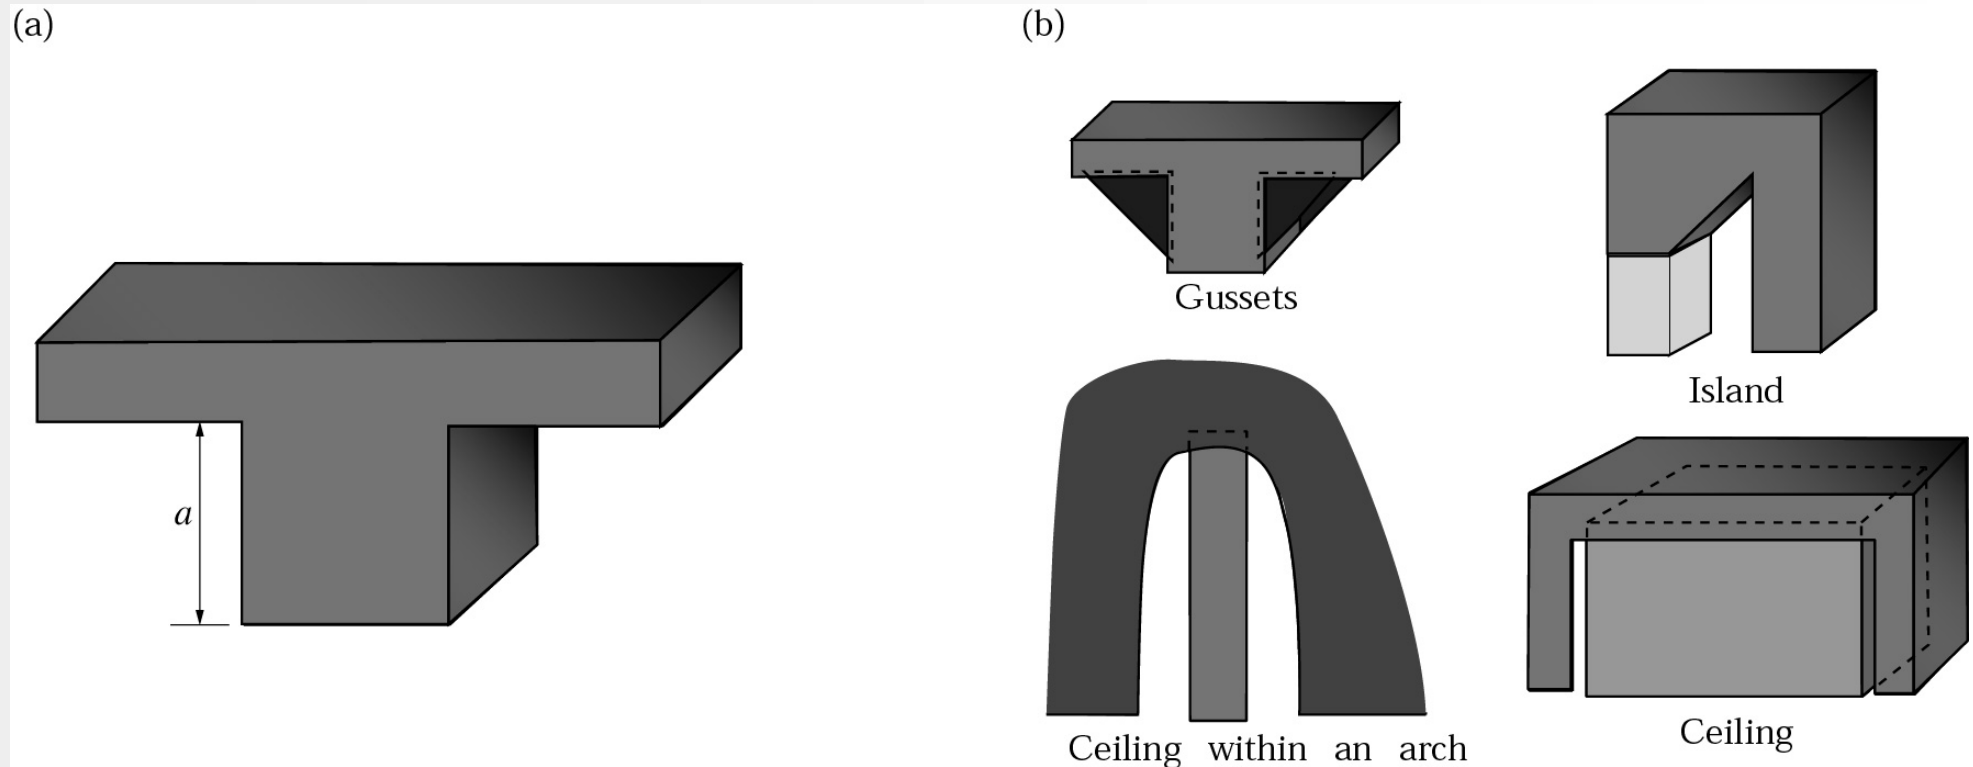 (a)
a
(b)
Gussets
Island
Ceiling within an arch
Ceiling